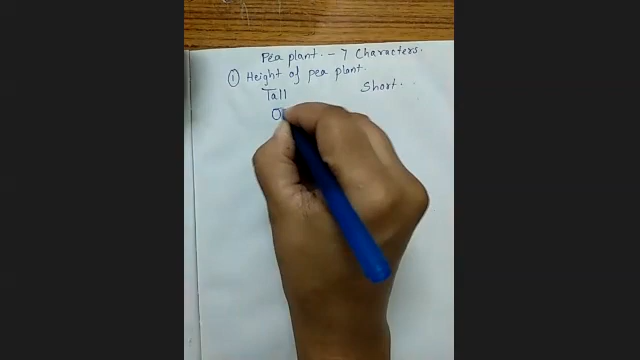 Pea plant. - 7 Characters.
① Height of pea plant.
Tall Short..